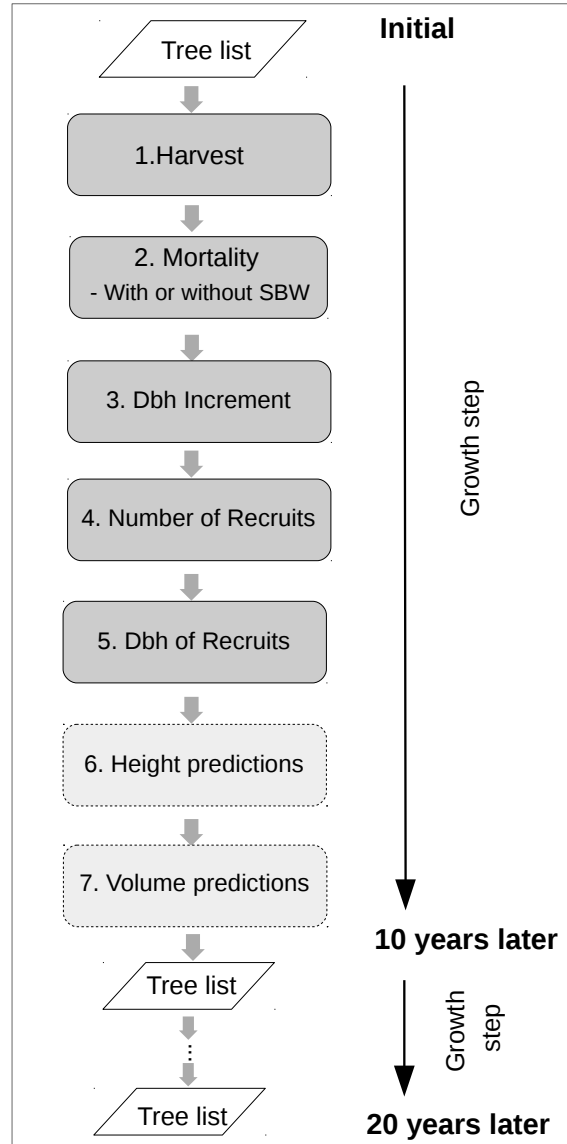 Initial
Tree list
1.Harvest
2. Mortality
- With or without SBW
3. Dbh Increment
4. Number of Recruits
5. Dbh of Recruits
6. Height predictions
7. Volume predictions
Growth step
10 years later
Tree list
Growth
step
Tree list
20 years later